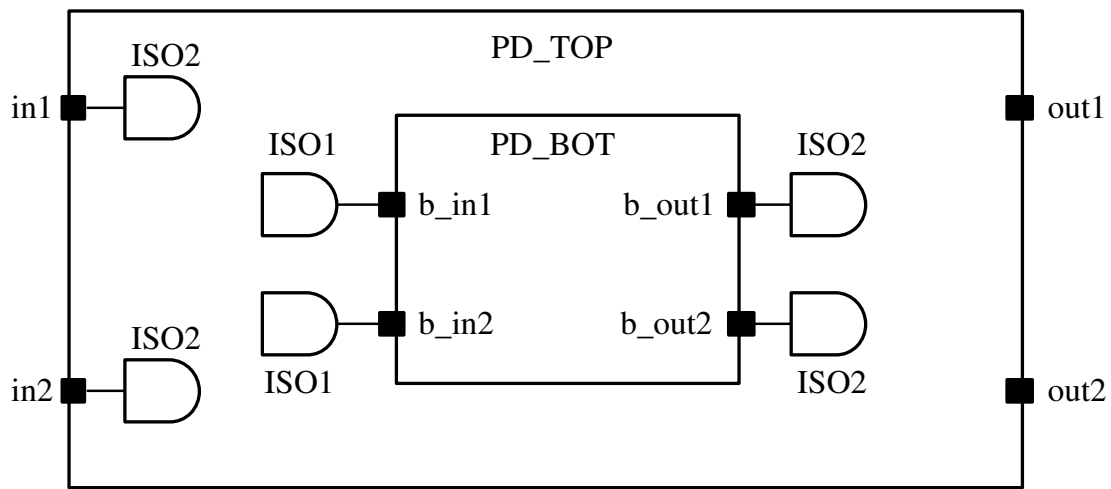 PD_TOP
ISO2
in1
out1
ISO1
PD_BOT
ISO2
b_in1
b_out1
b_in2
b_out2
ISO2
ISO1
ISO2
in2
out2